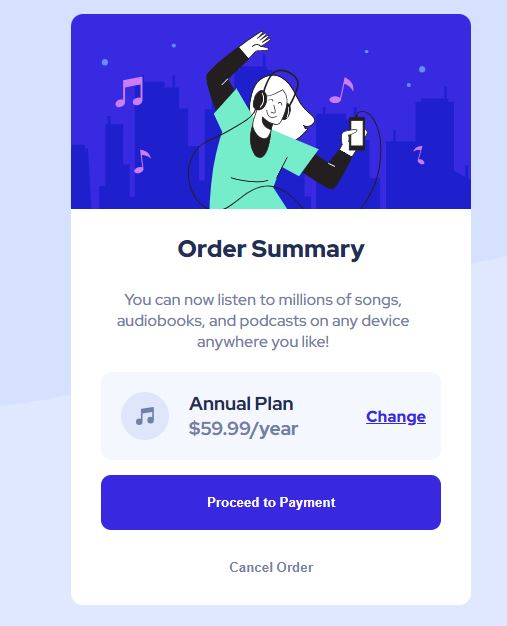 Order Summary
You can now listen to millions of songs,
audiobooks, and podcasts on any device
anywhere you like!
Annual Plan
$59.99/year
Change
Proceed to Payment
Cancel Order